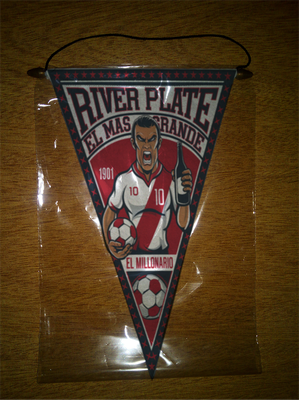 RIVER PLATE
EL MAS GRANDE
1901
10 10
EL MILLONARIO